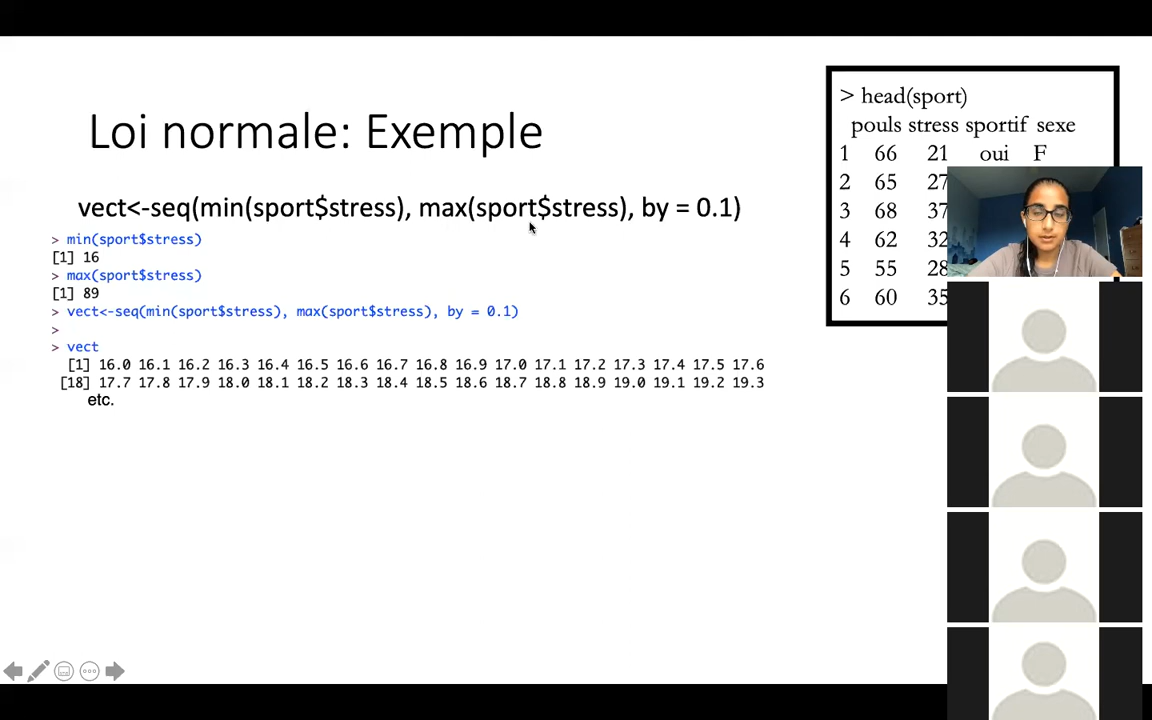 Loi normale: Exemple
vect<-seq(min(sport$stress), max(sport$stress), by = 0.1)
> min(sport$stress)
[1] 16
> max(sport$stress)
[1] 89
> vect<-seq(min(sport$stress), max(sport$stress), by = 0.1)
>
> vect
[1] 16.0 16.1 16.2 16.3 16.4 16.5 16.6 16.7 16.8 16.9 17.0 17.1 17.2 17.3 17.4 17.5 17.6
[18] 17.7 17.8 17.9 18.0 18.1 18.2 18.3 18.4 18.5 18.6 18.7 18.8 18.9 19.0 19.1 19.2 19.3
etc.
> head(sport)
pouls stress sportif sexe
1 66 21 oui F
2 65 27
3 68 37
4 62 32
5 55 28
6 60 35